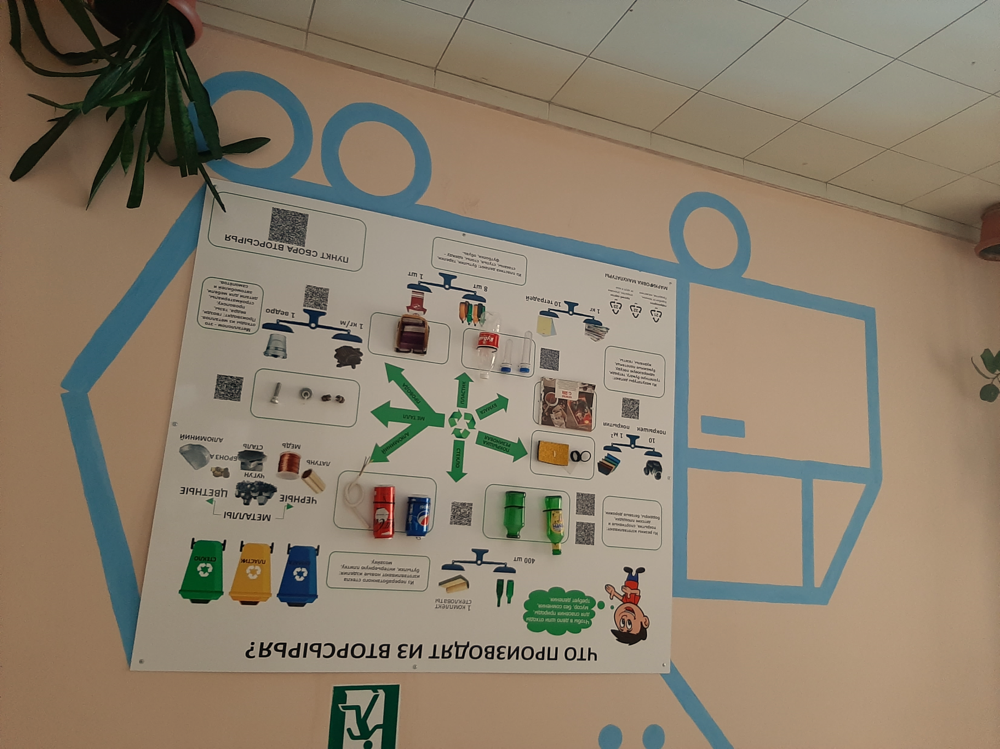 ЧТО ПРОИЗВОДЯТ ИЗ ВТОРСЫРЬЯ?
Чтобы в дело шли отходы
для спасения природы,
мусор, без сомнения,
требует деления.
1 КОМПЛЕКТ
СТЕКЛОВАТЫ
400 шт
Из переработанного стекла
изготавливают новые изделия:
бутылки, интерьерную плитку,
мозаику.
ПЛАСТИК
СТЕКЛО
Из резины изготавливают:
покрытия, спортивные и
детские площадки,
бордюры, беговые дорожки.
МЕТАЛЛЫ
ЧЕРНЫЕ
ЦВЕТНЫЕ
ЧУГУН
ЛАТУНЬ
БРОНЗА
МЕДЬ
СТАЛЬ
АЛЮМИНИЙ
10
покрышек
1 м²
покрытия
СТЕКЛО
ПОКРЫШКА
РЕЗИНОВАЯ
АЛЮМИНИЙ
БУМАГА
МЕТАЛЛ
ПЛАСТИК
ПРОВОДА
Из макулатуры делают:
туалетную бумагу, тетради,
одноразовую посуду,
бумажные полотенца,
журналы, газеты.
pepsi
1 кг
10 тетрадей
21
22
23
МАРКИРОВКА МАКУЛАТУРЫ
8 шт
1 шт
Из пластика делают: бутылки, тарелки,
стаканы, стулья, столы, одежду -
футболки, обувь.
1 кг/м
1 ведро
Металлолом – это
отходы из металлов.
Производят: гвозди,
ведра, тазы,
проволоку,
стройматериалы,
детали для мебели,
автомобилей и
самолётов.
ПУНКТ СБОРА ВТОРСЫРЬЯ